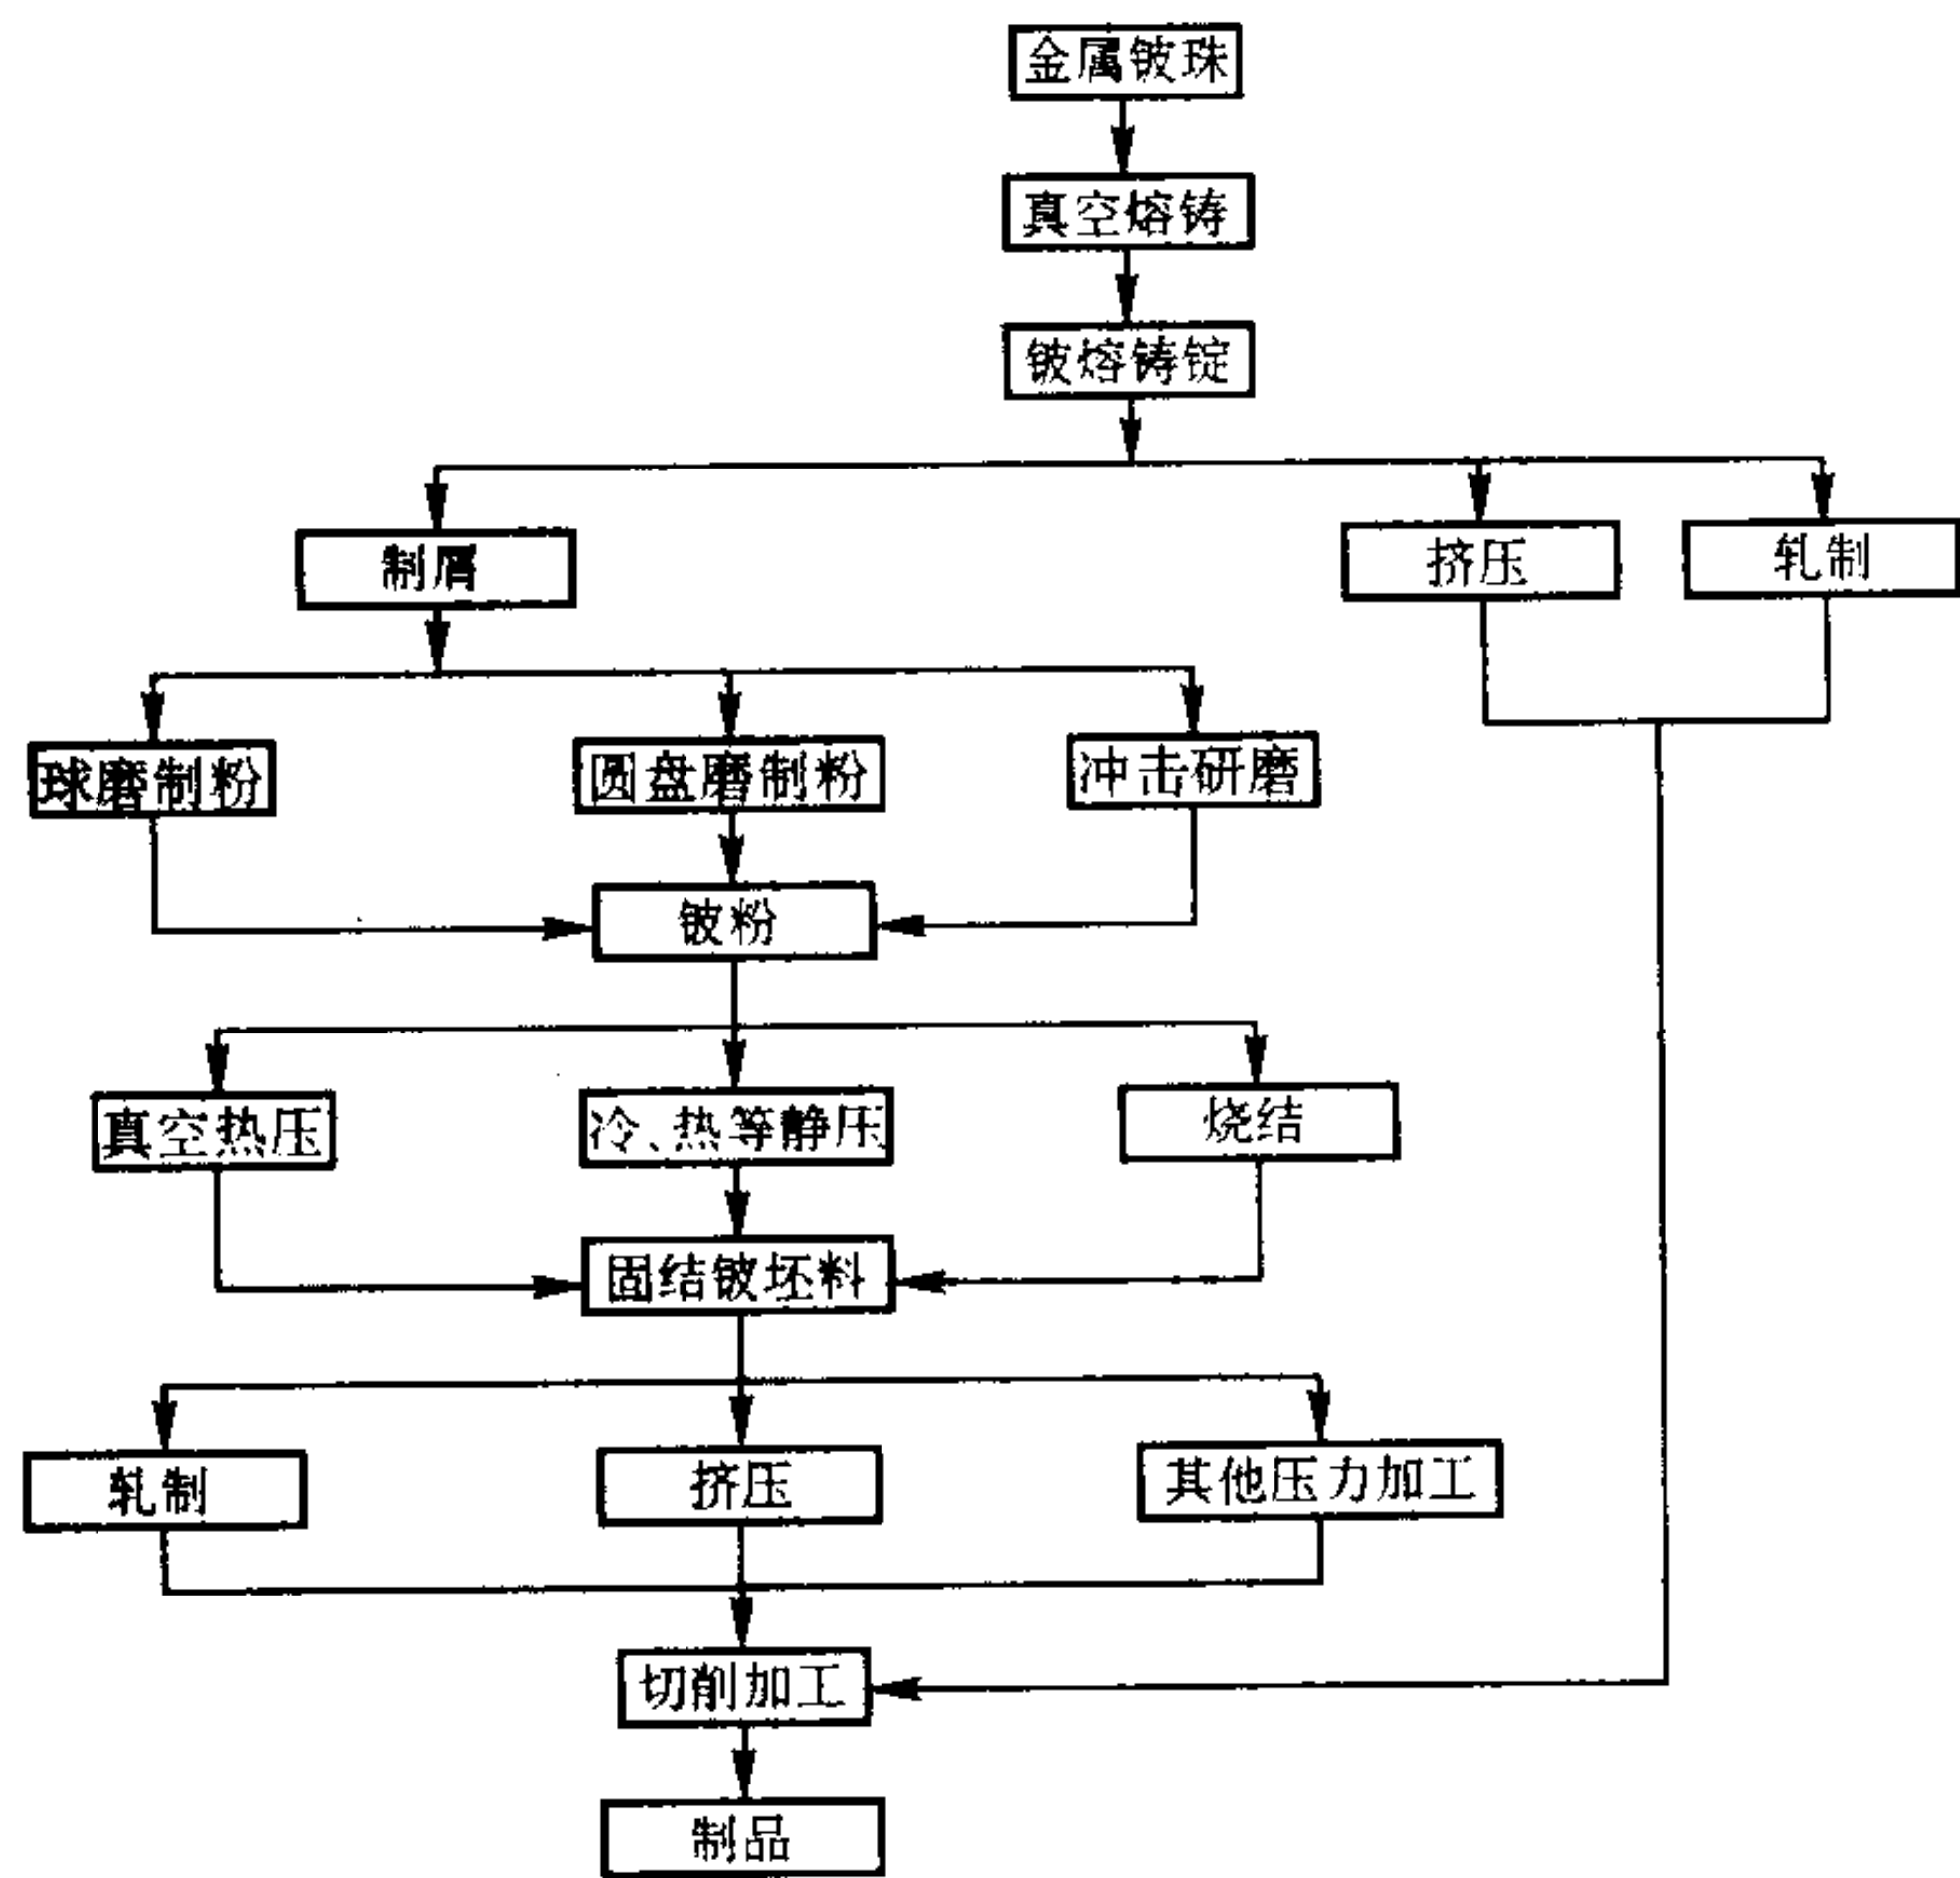 金属铍珠
真空熔铸
铍熔铸锭
制屑
挤压
轧制
球磨制粉
圆盘磨制粉
冲击研磨
铍粉
真空热压
冷、热等静压
烧结
固结铍坯料
轧制
挤压
其他压力加工
切削加工
制品